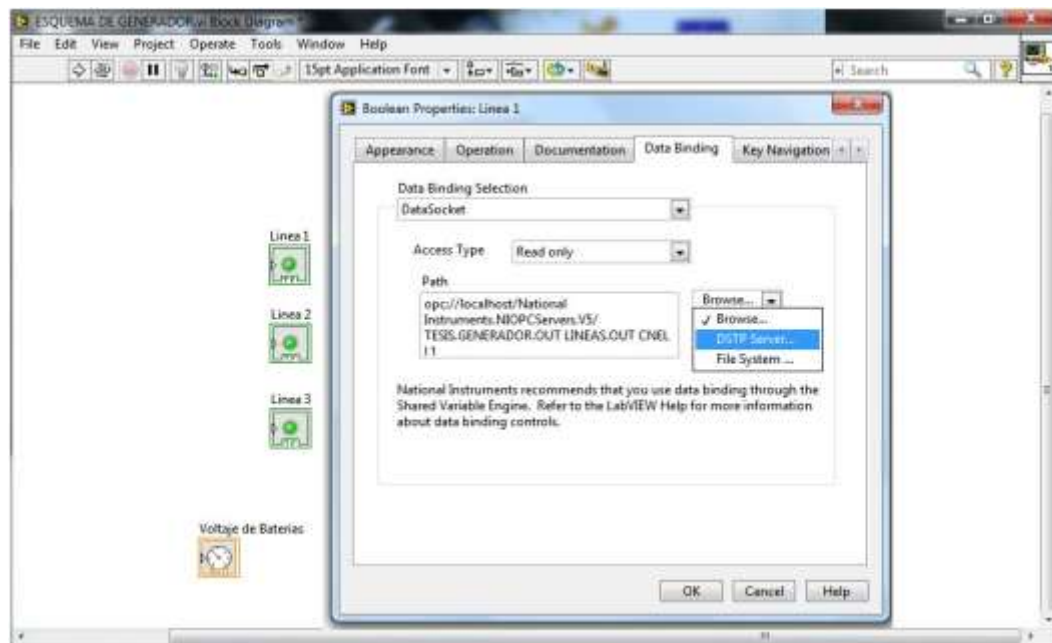 ESQUEMA DE GENERADOR.vi Block Diagram *
File Edit View Project Operate Tools Window Help
15pt Application Font
Search
Boolean Properties: Linea 1
Appearance Operation Documentation Data Binding Key Navigation
Data Binding Selection
DataSocket
Access Type Read only
Path
opc://localhost/National
Instruments.NIOPCServers.V5/
TESIS.GENERADOR.OUT LINEAS.OUT CNEL
Browse...
✓ Browse...
DSTP Server...
File System ...
National Instruments recommends that you use data binding through the
Shared Variable Engine. Refer to the LabVIEW Help for more information
about data binding controls.
OK Cancel Help
Linea 1
Linea 2
Linea 3
Voltaje de Baterias